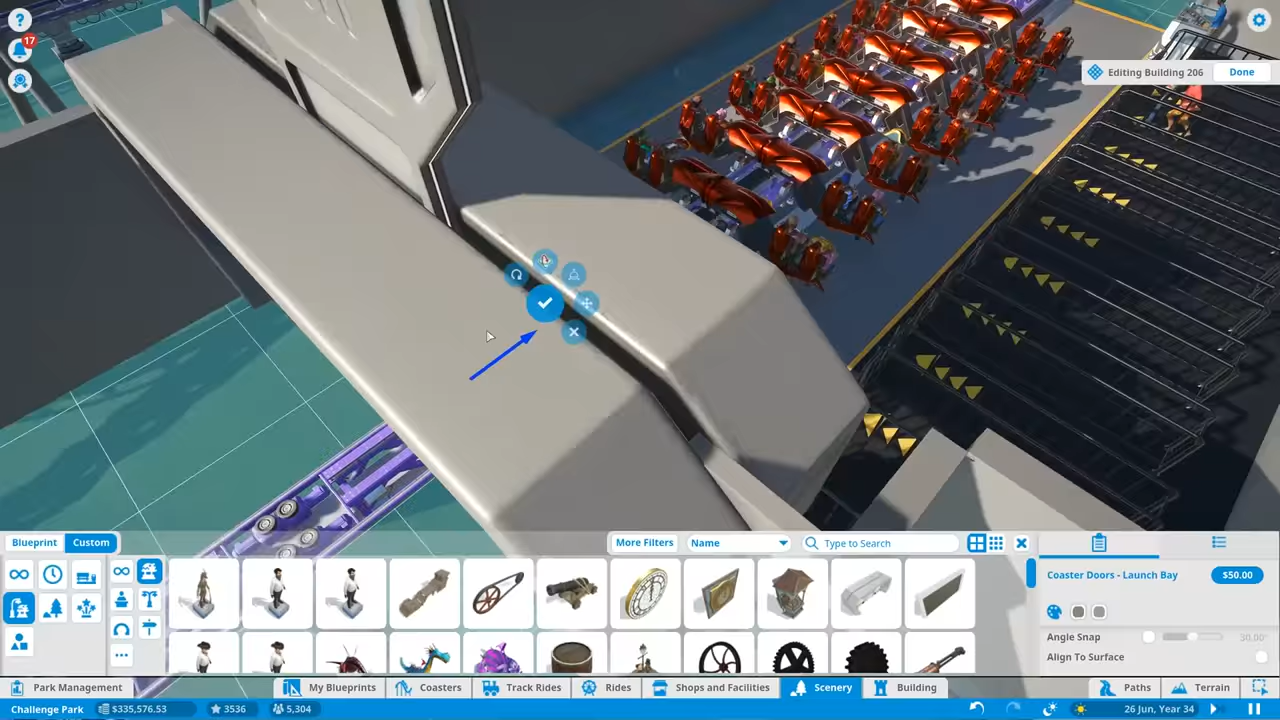 ?
17
Editing Building 206
Done
Blueprint
Custom
More Filters
Name
Type to Search
Coaster Doors - Launch Bay
$50.00
Angle Snap
30.00°
Align To Surface
Park Management
My Blueprints
Coasters
Track Rides
Rides
Shops and Facilities
Scenery
Building
Paths
Terrain
Challenge Park
$335,576.53
3536
5,304
26 Jun, Year 34